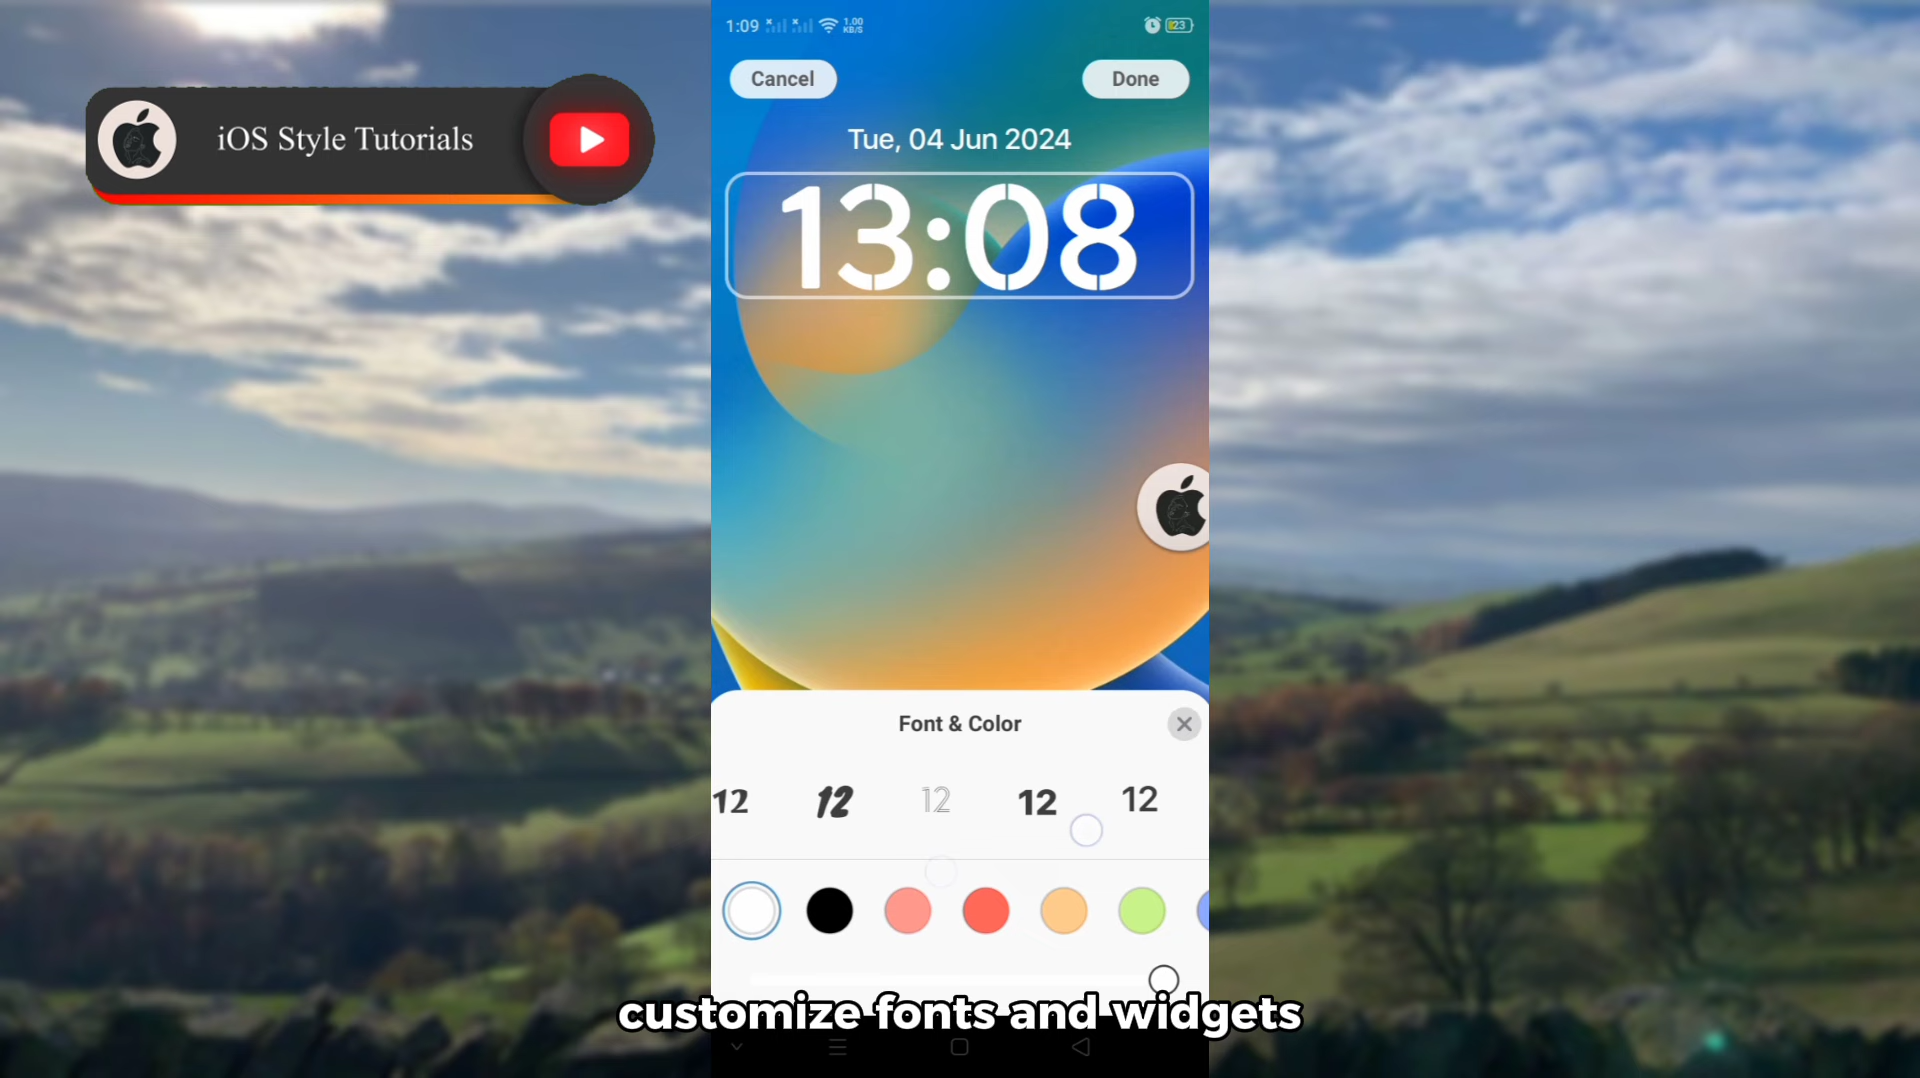 1:09
1.00
KB/S
23
Cancel
Done
iOS Style Tutorials
Tue, 04 Jun 2024
13:08
Font & Color
12 12 12 12 12
customize fonts and widgets